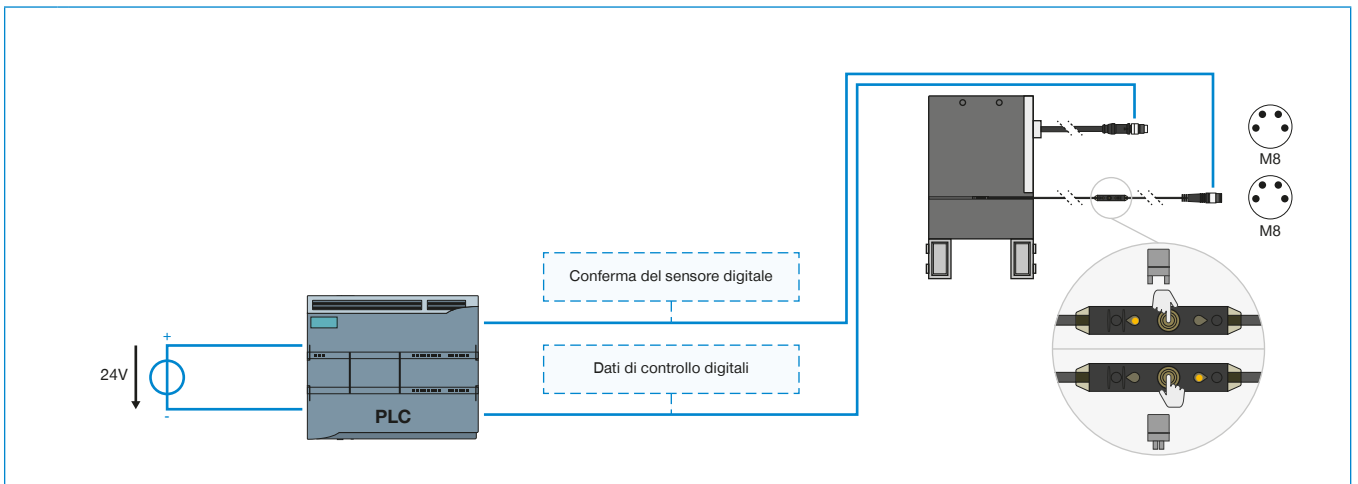 M8
M8
Conferma del sensore digitale
+
24V
Dati di controllo digitali
-
PLC